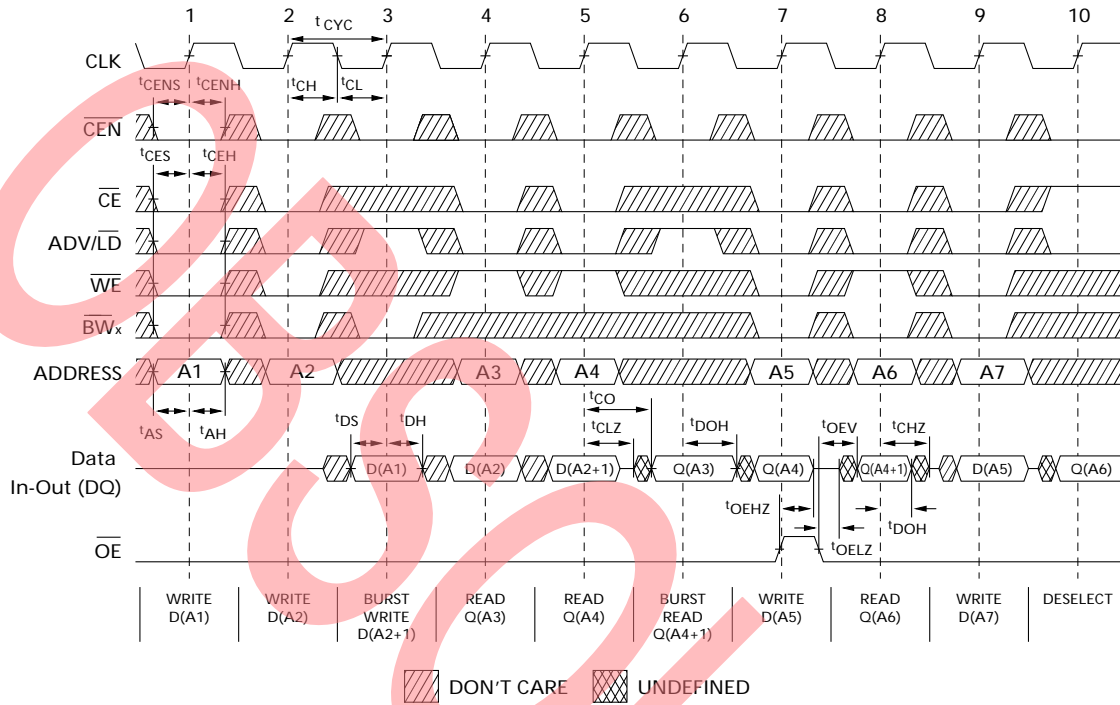 1 2 3 4 5 6 7 8 9 10
tCYC
CLK
tCENS tCENH tCH tCL
CEN
tCES tCEH
CE
ADV/LD
WE
BWx
ADDRESS A1 A2 A3 A4 A5 A6 A7
tAS tAH tDS tDH tCO tCLZ tDOH tOEV tCHZ
Data
In-Out (DQ)
D(A1) D(A2) D(A2+1) Q(A3) Q(A4) Q(A4+1) D(A5) Q(A6)
tOEHZ tDOH
tOELZ
OE
WRITE
D(A1)
WRITE
D(A2)
BURST
WRITE
D(A2+1)
READ
Q(A3)
READ
Q(A4)
BURST
READ
Q(A4+1)
WRITE
D(A5)
READ
Q(A6)
WRITE
D(A7)
DESELECT
DON'T CARE
UNDEFINED